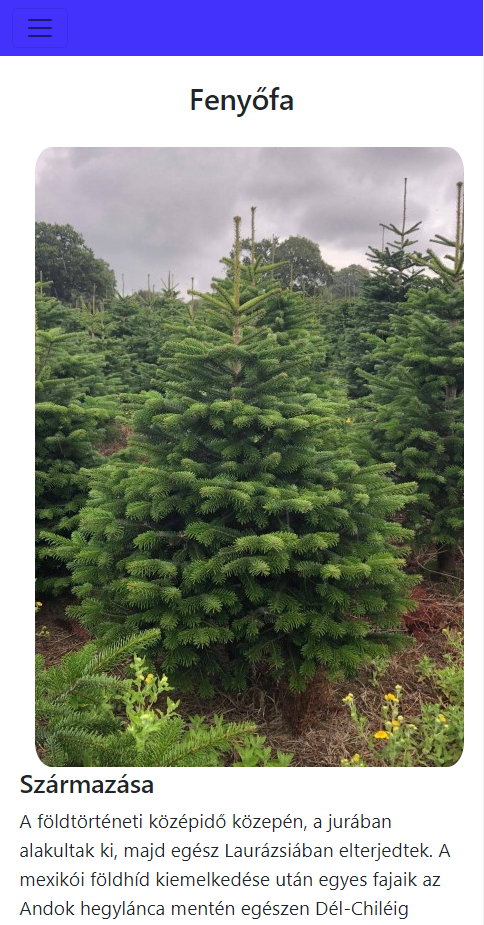 Fenyőfa
Származása
A földtörténeti középidő közepén, a jurában
alakultak ki, majd egész Laurázsiában elterjedtek. A
mexikói földhíd kiemelkedése után egyes fajaik az
Andok hegylánca mentén egészen Dél-Chiléig